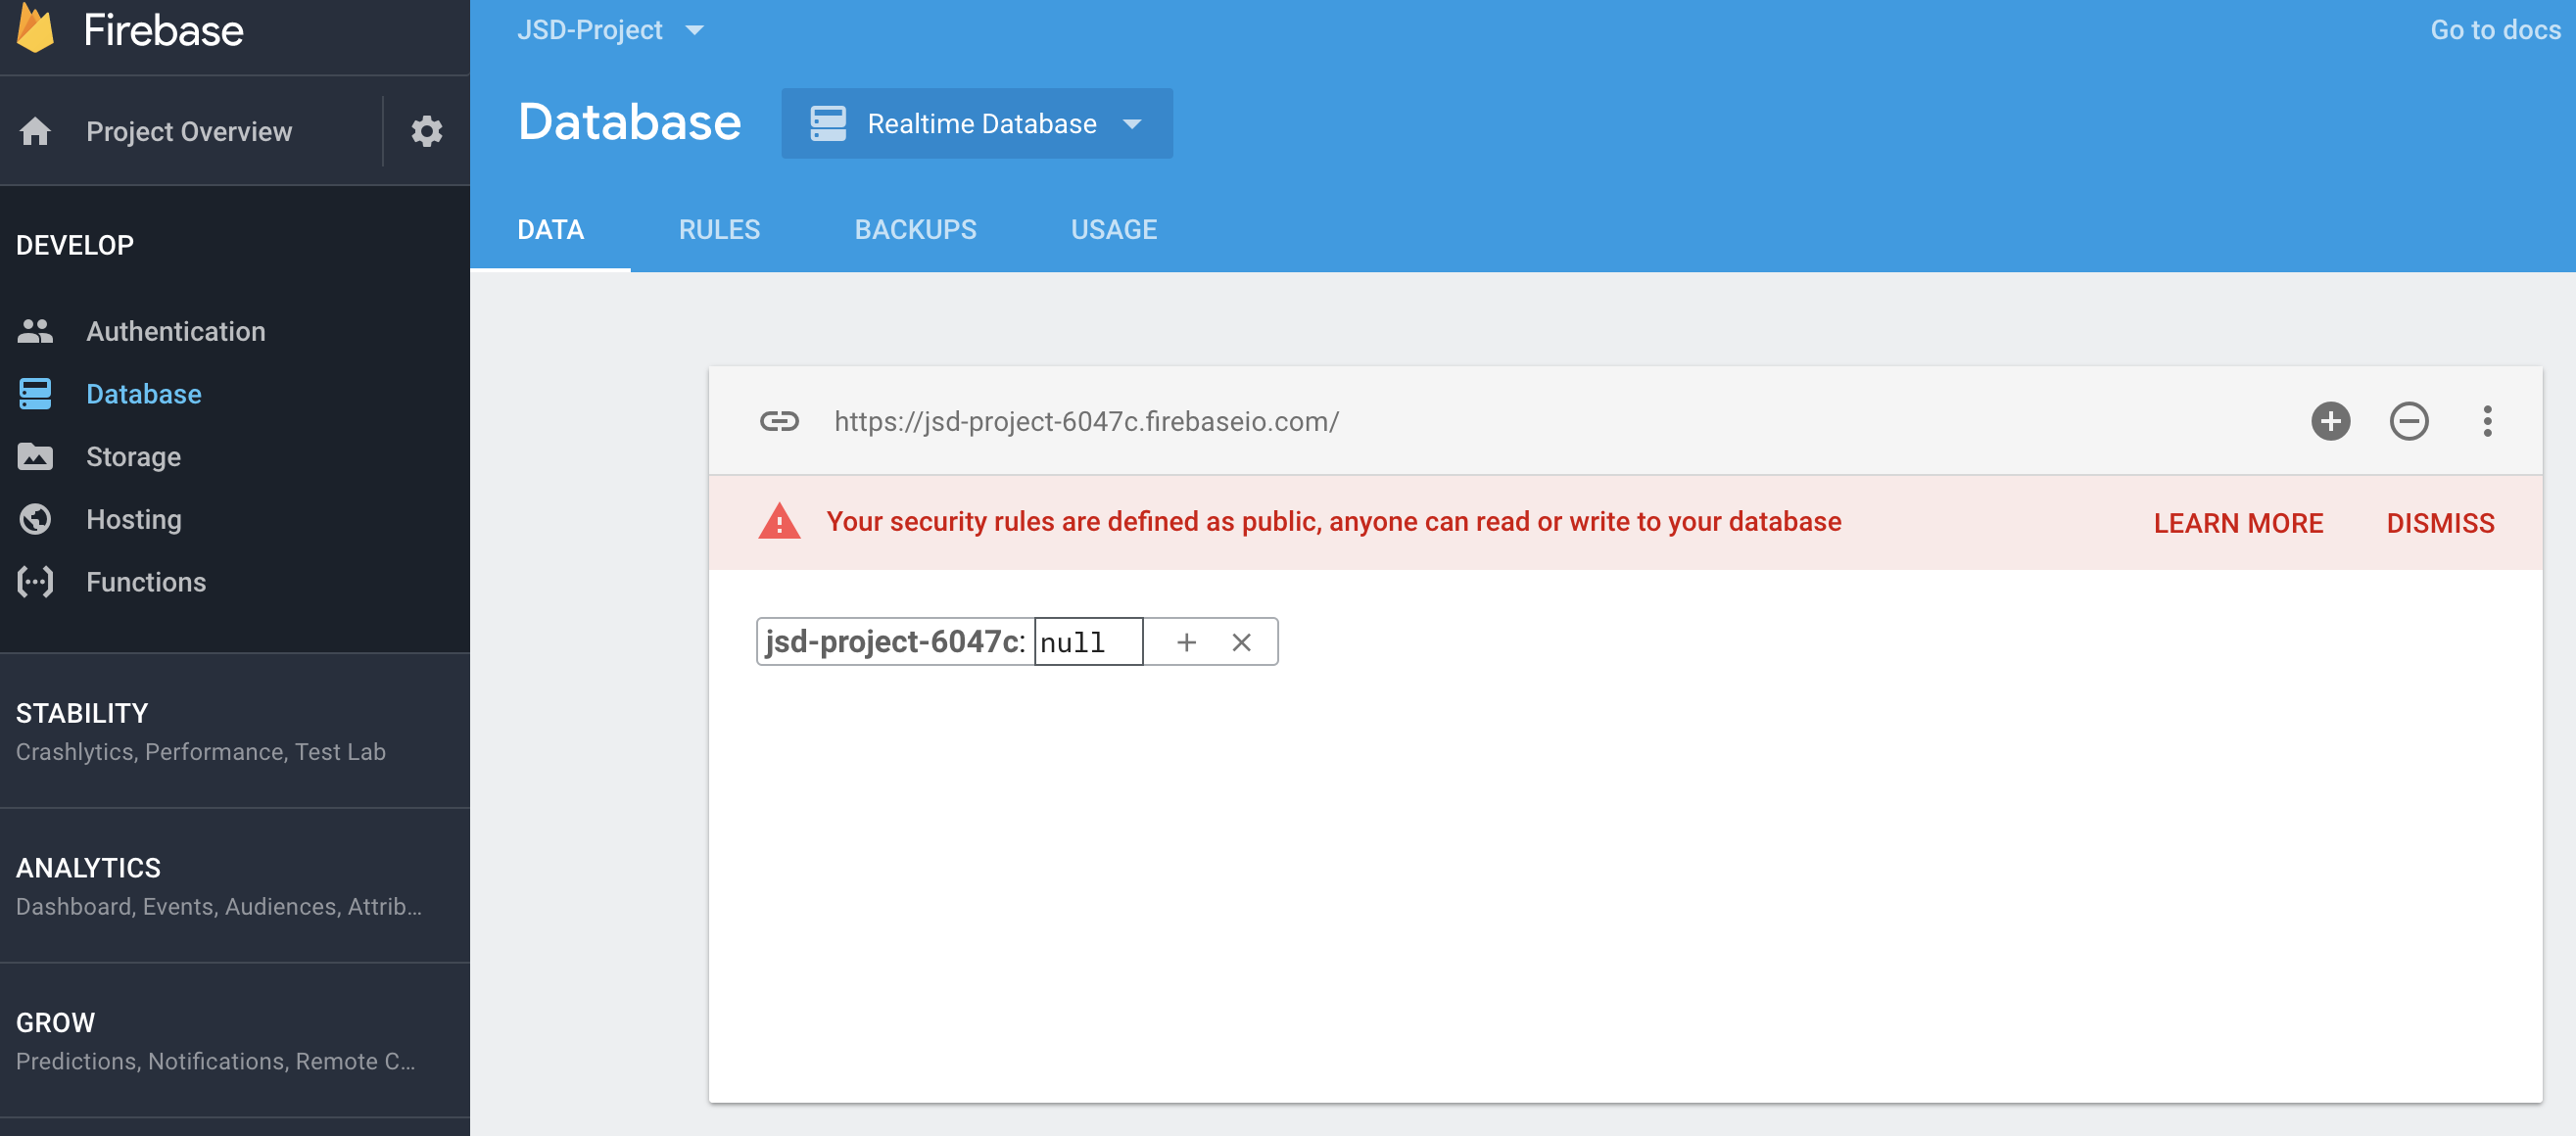 Firebase
Project Overview
DEVELOP
Authentication
Database
Storage
Hosting
Functions
STABILITY
Crashlytics, Performance, Test Lab
ANALYTICS
Dashboard, Events, Audiences, Attrib...
GROW
Predictions, Notifications, Remote C...
JSD-Project
Go to docs
Database
Realtime Database
DATA RULES BACKUPS USAGE
https://jsd-project-6047c.firebaseio.com/
Your security rules are defined as public, anyone can read or write to your database LEARN MORE DISMISS
jsd-project-6047c: null